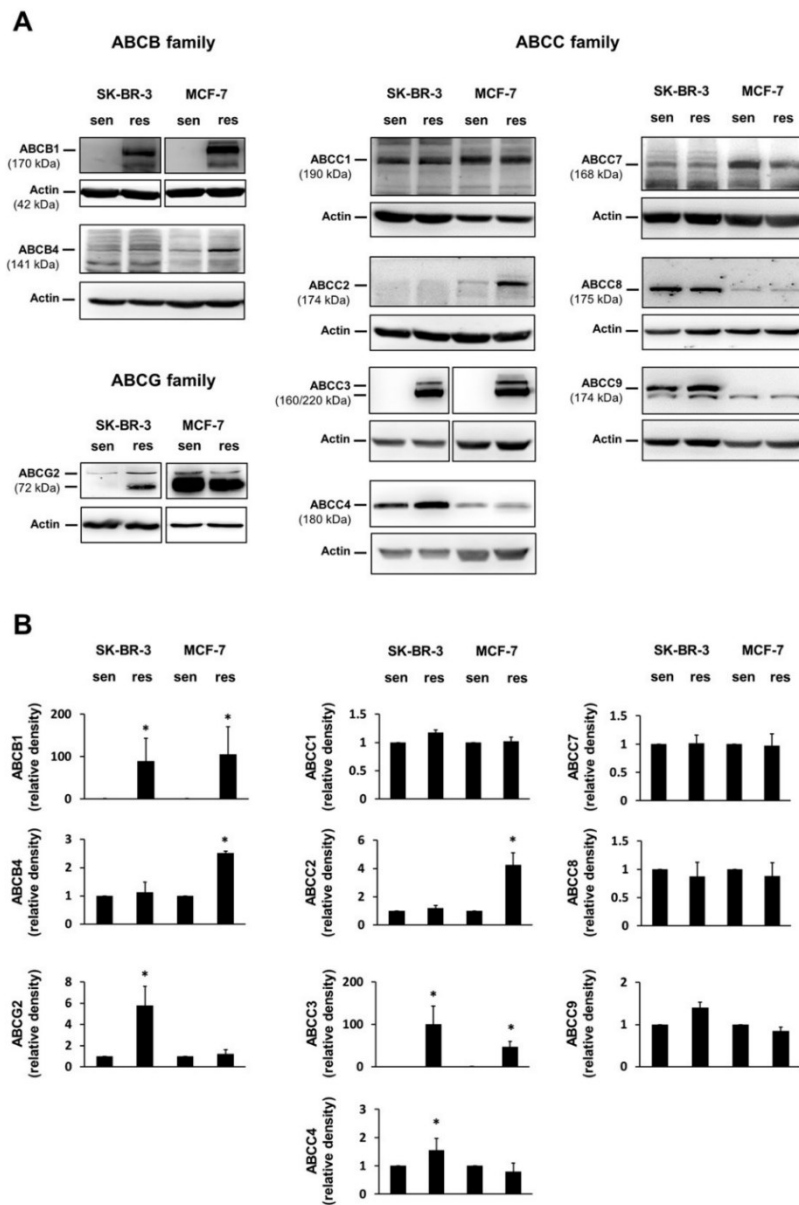 A
ABCB family
ABCC family
SK-BR-3 MCF-7
sen res sen res
ABCB1
(170 kDa)
Actin
(42 kDa)
ABCB4
(141 kDa)
Actin
ABCG family
SK-BR-3 MCF-7
sen res sen res
ABCG2
(72 kDa)
Actin
SK-BR-3 MCF-7
sen res sen res
ABCC1
(190 kDa)
Actin
ABCC2
(174 kDa)
Actin
ABCC3
(160/220 kDa)
Actin
ABCC4
(180 kDa)
Actin
SK-BR-3 MCF-7
sen res sen res
ABCC7
(168 kDa)
Actin
ABCC8
(175 kDa)
Actin
ABCC9
(174 kDa)
Actin
B
SK-BR-3 MCF-7
sen res sen res
ABCB1
(relative density)
200
100
0
* *
ABCB4
(relative density)
3
2
1
0
*
ABCG2
(relative density)
8
6
4
2
0
*
SK-BR-3 MCF-7
sen res sen res
ABCC1
(relative density)
1.5
1
0.5
0
ABCC2
(relative density)
6
4
2
0
*
ABCC3
(relative density)
200
100
0
* *
ABCC4
(relative density)
3
2
1
0
*
SK-BR-3 MCF-7
sen res sen res
ABCC7
(relative density)
1.5
1
0.5
0
ABCC8
(relative density)
1.5
1
0.5
0
ABCC9
(relative density)
2
1
0